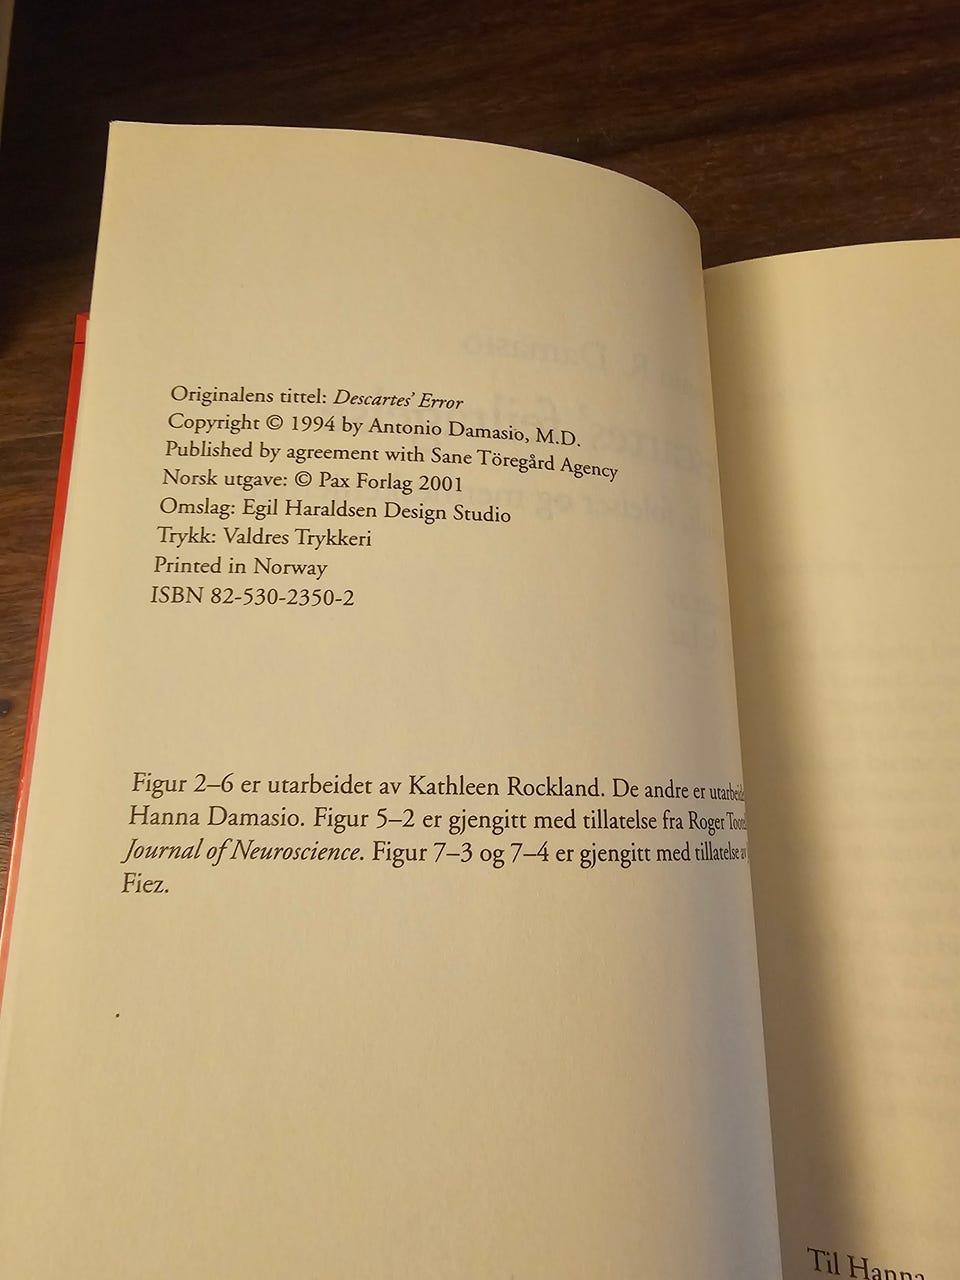 Originalens tittel: Descartes' Error
Copyright © 1994 by Antonio Damasio, M.D.
Published by agreement with Sane Töregård Agency
Norsk utgave: © Pax Forlag 2001
Omslag: Egil Haraldsen Design Studio
Trykk: Valdres Trykkeri
Printed in Norway
ISBN 82-530-2350-2
Figur 2–6 er utarbeidet av Kathleen Rockland. De andre er
Hanna Damasio. Figur 5–2 er gjengitt med tillatelse fra Roger
Journal of Neuroscience. Figur 7–3 og 7–4 er gjengitt med tillatelse
Fiez.
Til Hanna